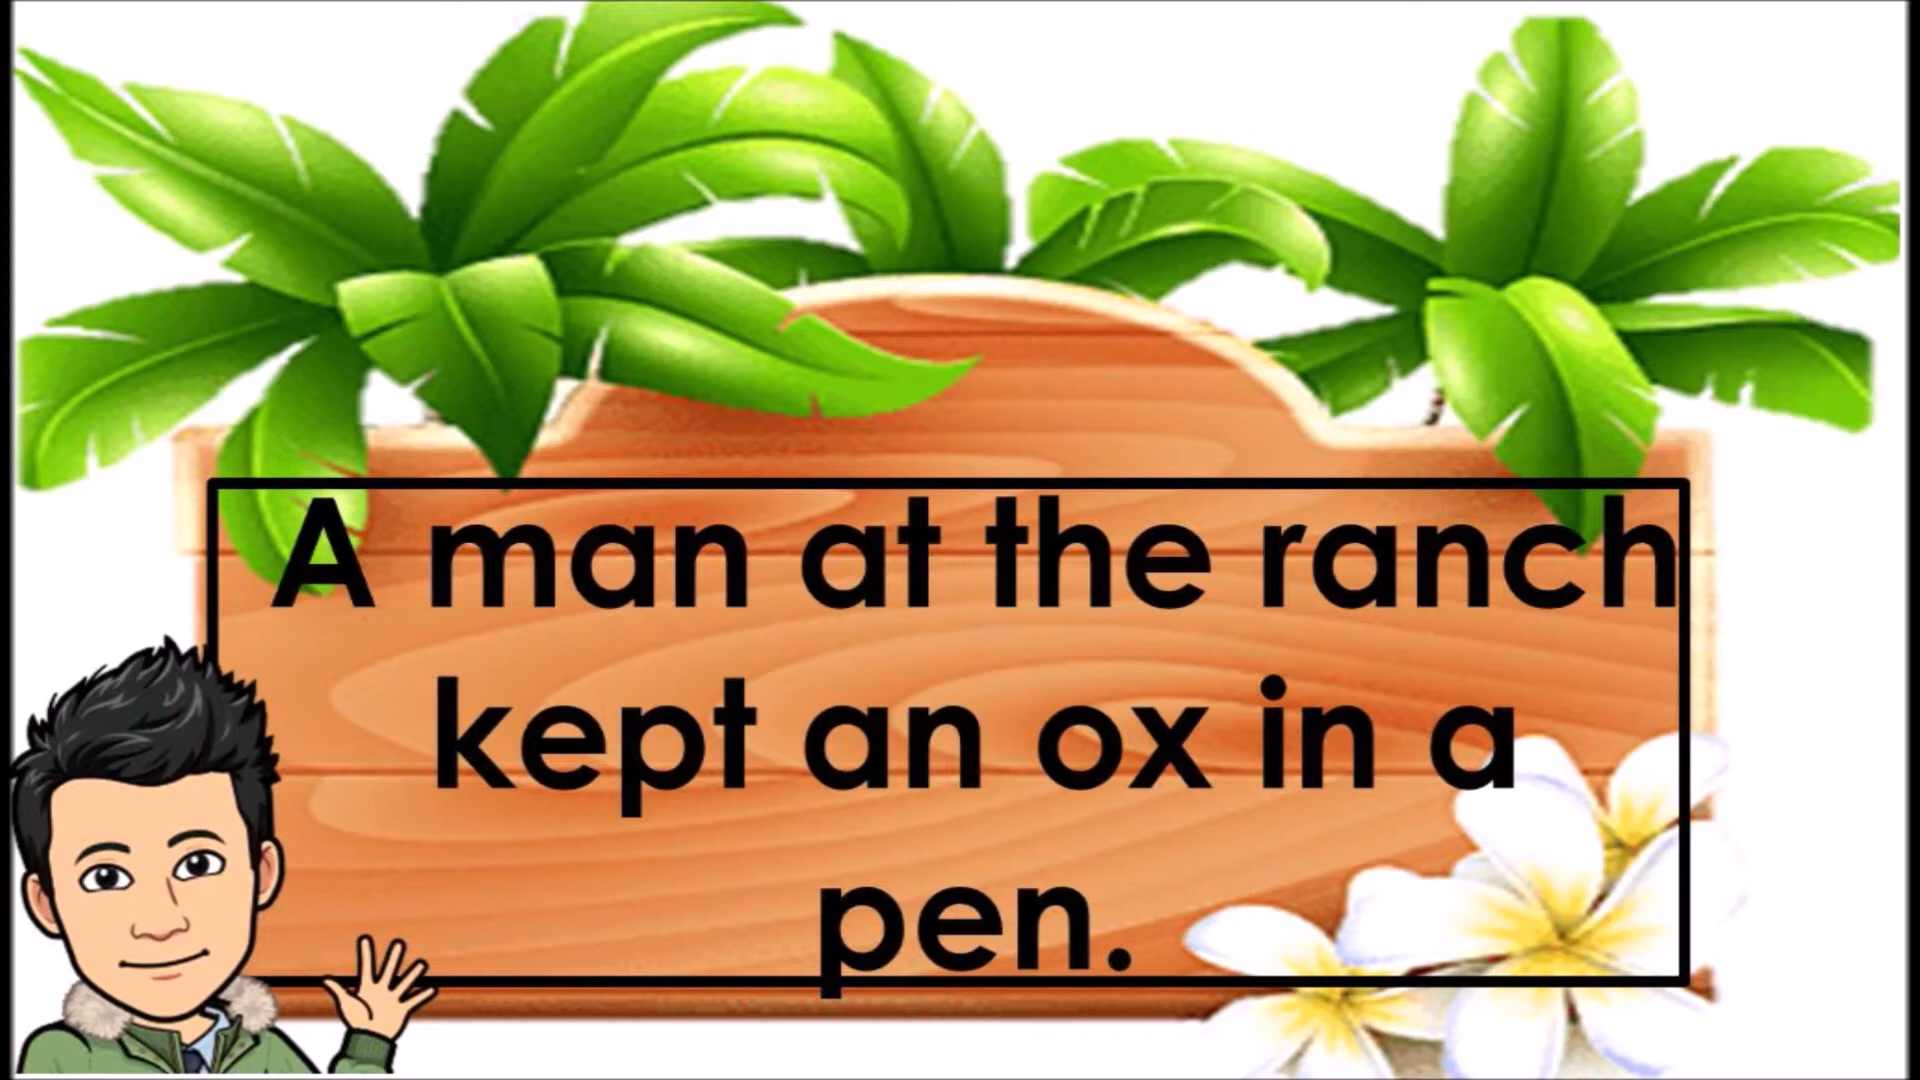 A man at the ranch
kept an ox in a
pen.